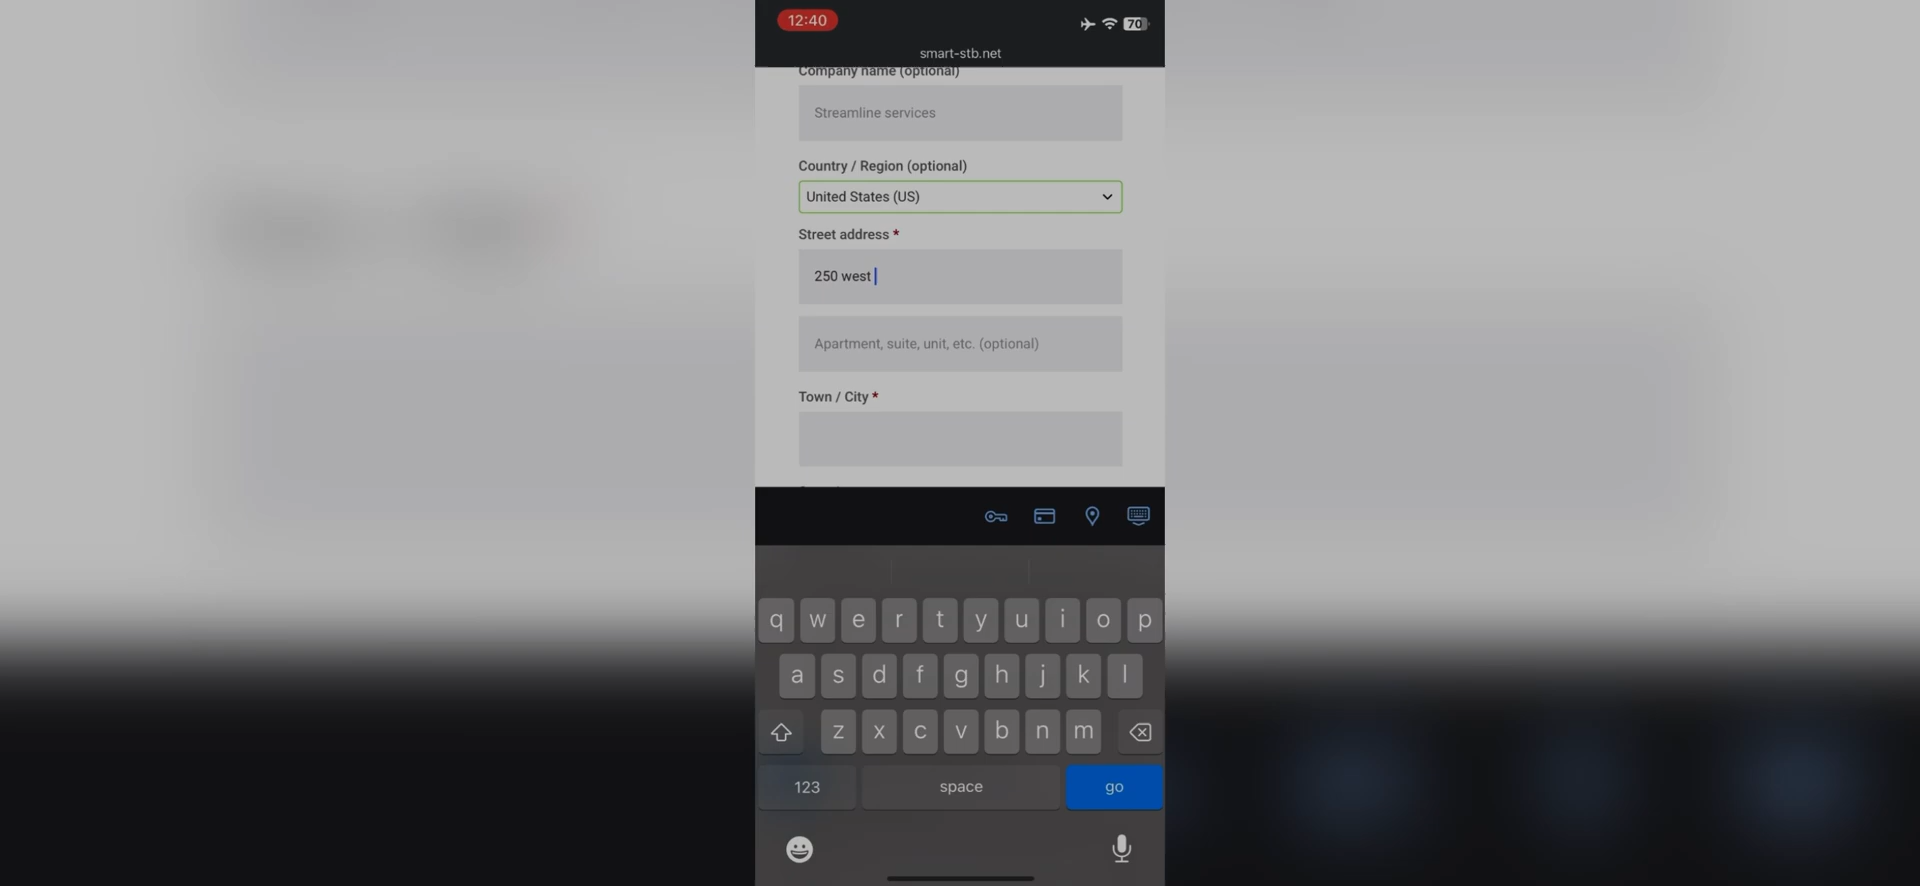 12:40
70
smart-stb.net
Company name (optional)
Streamline services
Country / Region (optional)
United States (US)
Street address *
250 west
Apartment, suite, unit, etc. (optional)
Town / City *
q w e r t y u i o p
a s d f g h j k l
z x c v b n m
123 space go